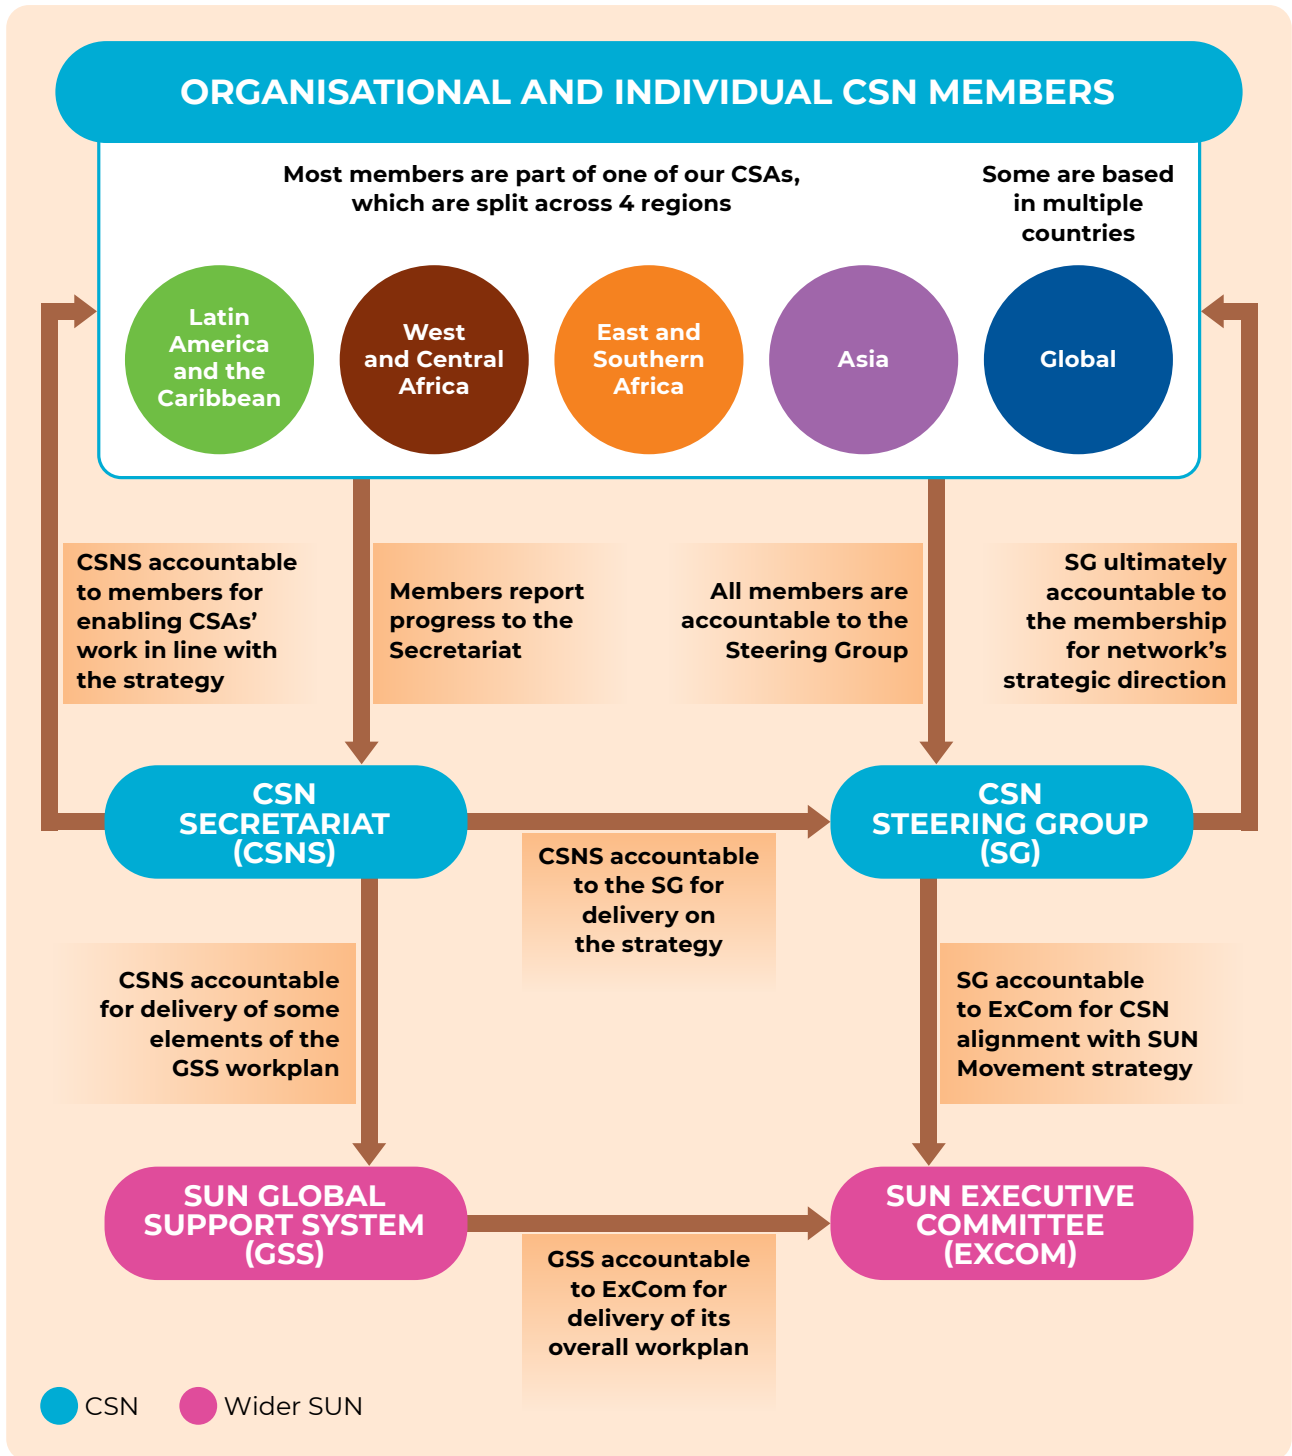 ORGANISATIONAL AND INDIVIDUAL CSN MEMBERS
Most members are part of one of our CSAs,
which are split across 4 regions
Some are based
in multiple
countries
Latin
America
and the
Caribbean
West
and Central
Africa
East and
Southern
Africa
Asia
Global
CSNS accountable
to members for
enabling CSAs’
work in line with
the strategy
Members report
progress to the
Secretariat
All members are
accountable to the
Steering Group
SG ultimately
accountable to
the membership
for network’s
strategic direction
CSN
SECRETARIAT
(CSNS)
CSN
STEERING GROUP
(SG)
CSNS accountable
to the SG for
delivery on
the strategy
CSNS accountable
for delivery of some
elements of the
GSS workplan
SG accountable
to ExCom for CSN
alignment with SUN
Movement strategy
SUN GLOBAL
SUPPORT SYSTEM
(GSS)
SUN EXECUTIVE
COMMITTEE
(EXCOM)
GSS accountable
to ExCom for
delivery of its
overall workplan
CSN
Wider SUN